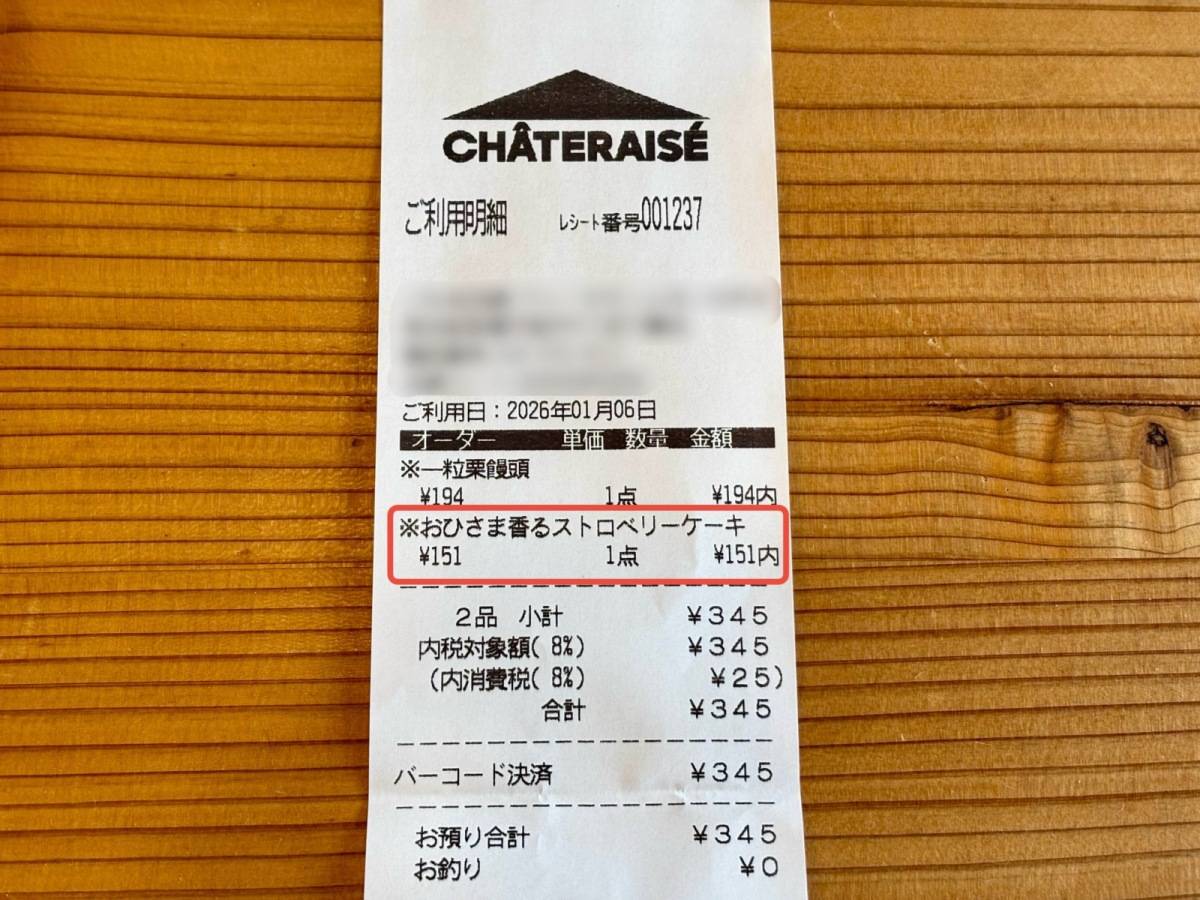 CHÂTERAISÉ
ご利用明細 レシート番号001237
ご利用日：2026年01月06日
オーダー 単価 数量 金額
※一粒栗饅頭
¥194 1点 ¥194内
※おひさま香るストロベリーケーキ
¥151 1点 ¥151内
2品 小計 ¥345
内税対象額( 8%) ¥345
(内消費税( 8%) ¥25)
合計 ¥345
バーコード決済 ¥345
お預り合計 ¥345
お釣り ¥0